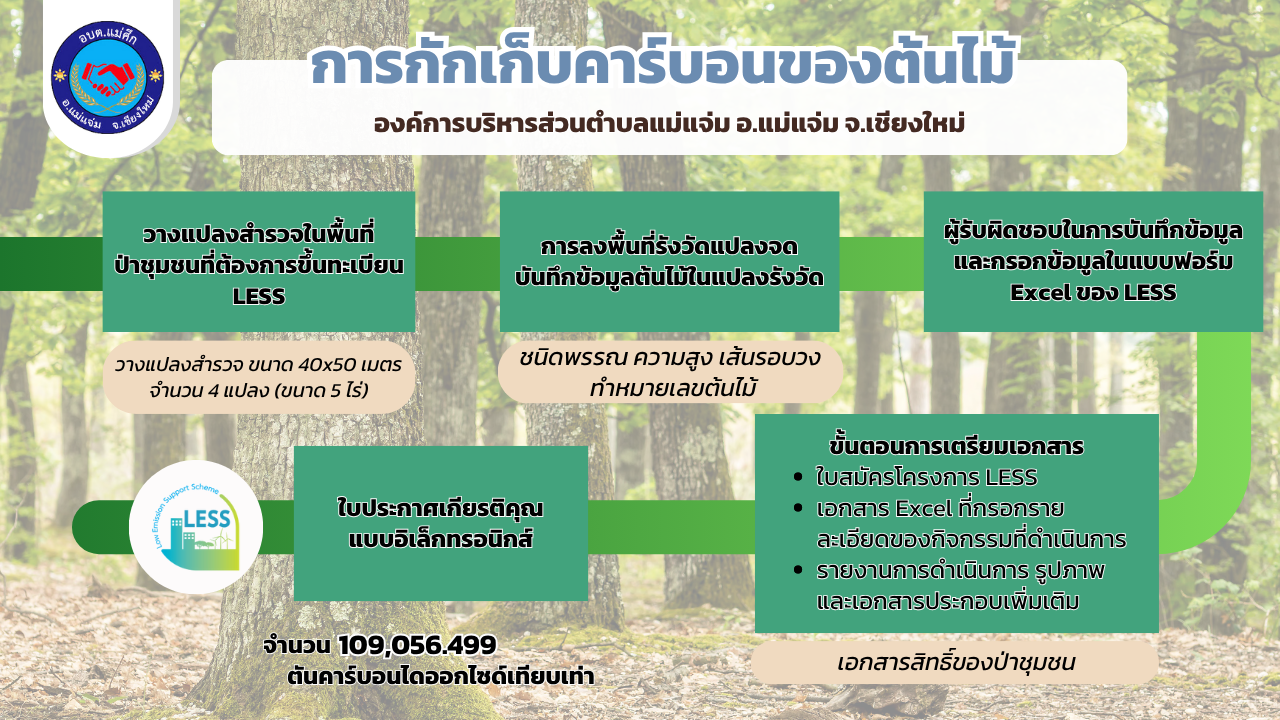 อบต.แม่ศึก
อ.แม่แจ่ม จ.เชียงใหม่
การกักเก็บคาร์บอนของต้นไม้
องค์การบริหารส่วนตำบลแม่แจ่ม อ.แม่แจ่ม จ.เชียงใหม่
วางแปลงสำรวจในพื้นที่
ป่าชุมชนที่ต้องการขึ้นทะเบียน
LESS
การลงพื้นที่รังวัดแปลงจด
บันทึกข้อมูลต้นไม้ในแปลงรังวัด
ผู้รับผิดชอบในการบันทึกข้อมูล
และกรอกข้อมูลในแบบฟอร์ม
Excel ของ LESS
วางแปลงสำรวจ ขนาด 40x50 เมตร
จำนวน 4 แปลง (ขนาด 5 ไร่)
ชนิดพรรณ ความสูง เส้นรอบวง
ทำหมายเลขต้นไม้
ขั้นตอนการเตรียมเอกสาร
• ใบสมัครโครงการ LESS
• เอกสาร Excel ที่กรอกราย
ละเอียดของกิจกรรมที่ดำเนินการ
• รายงานการดำเนินการ รูปภาพ
และเอกสารประกอบเพิ่มเติม
เอกสารสิทธิ์ของป่าชุมชน
ใบประกาศเกียรติคุณ
แบบอิเล็กทรอนิกส์
Low Emission Support Scheme
LESS
จำนวน 109,056.499
ตันคาร์บอนไดออกไซด์เทียบเท่า